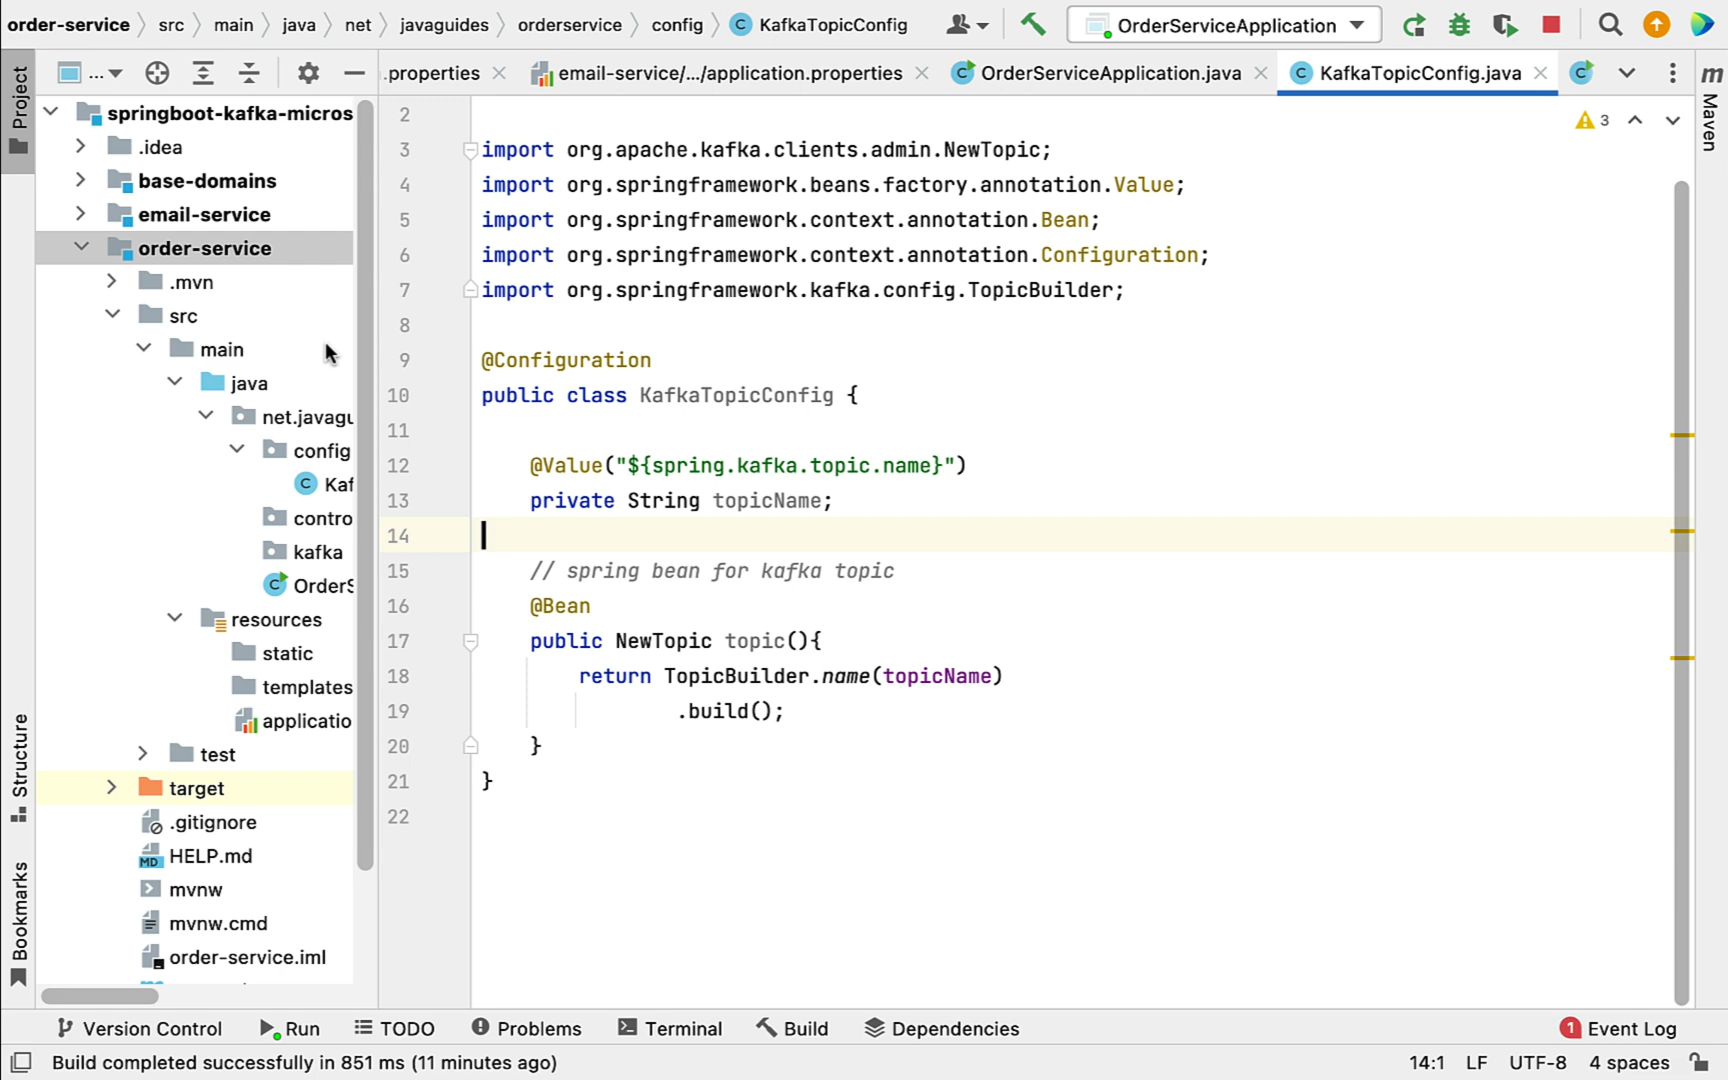 order-service 〉 src 〉 main 〉 java 〉 net 〉 javaguides 〉 orderservice 〉 config 〉 KafkaTopicConfig
OrderServiceApplication
...
.properties
email-service/.../application.properties
OrderServiceApplication.java
KafkaTopicConfig.java
Project
Structure
Bookmarks
Maven
springboot-kafka-micros
.idea
base-domains
email-service
order-service
.mvn
src
main
java
net.javagu
config
Kaf
contro
kafka
OrderS
resources
static
templates
applicatio
test
target
.gitignore
HELP.md
mvnw
mvnw.cmd
order-service.iml
3
2
3 import org.apache.kafka.clients.admin.NewTopic;
4 import org.springframework.beans.factory.annotation.Value;
5 import org.springframework.context.annotation.Bean;
6 import org.springframework.context.annotation.Configuration;
7 import org.springframework.kafka.config.TopicBuilder;
8
9 @Configuration
10 public class KafkaTopicConfig {
11
12 @Value("${spring.kafka.topic.name}")
13 private String topicName;
14
15 // spring bean for kafka topic
16 @Bean
17 public NewTopic topic(){
18 return TopicBuilder.name(topicName)
19 .build();
20 }
21 }
22
Version Control Run TODO Problems Terminal Build Dependencies 1 Event Log
Build completed successfully in 851 ms (11 minutes ago) 14:1 LF UTF-8 4 spaces